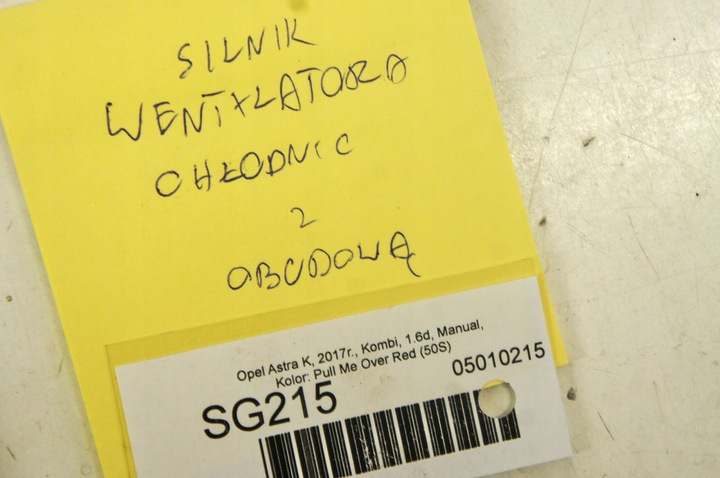 SILNIK
WENTYLATORA
CHŁODNIC
Z
OBUDOWĄ
Opel Astra K, 2017r., Kombi, 1.6d, Manual,
Kolor: Pull Me Over Red (50S)
SG215
05010215